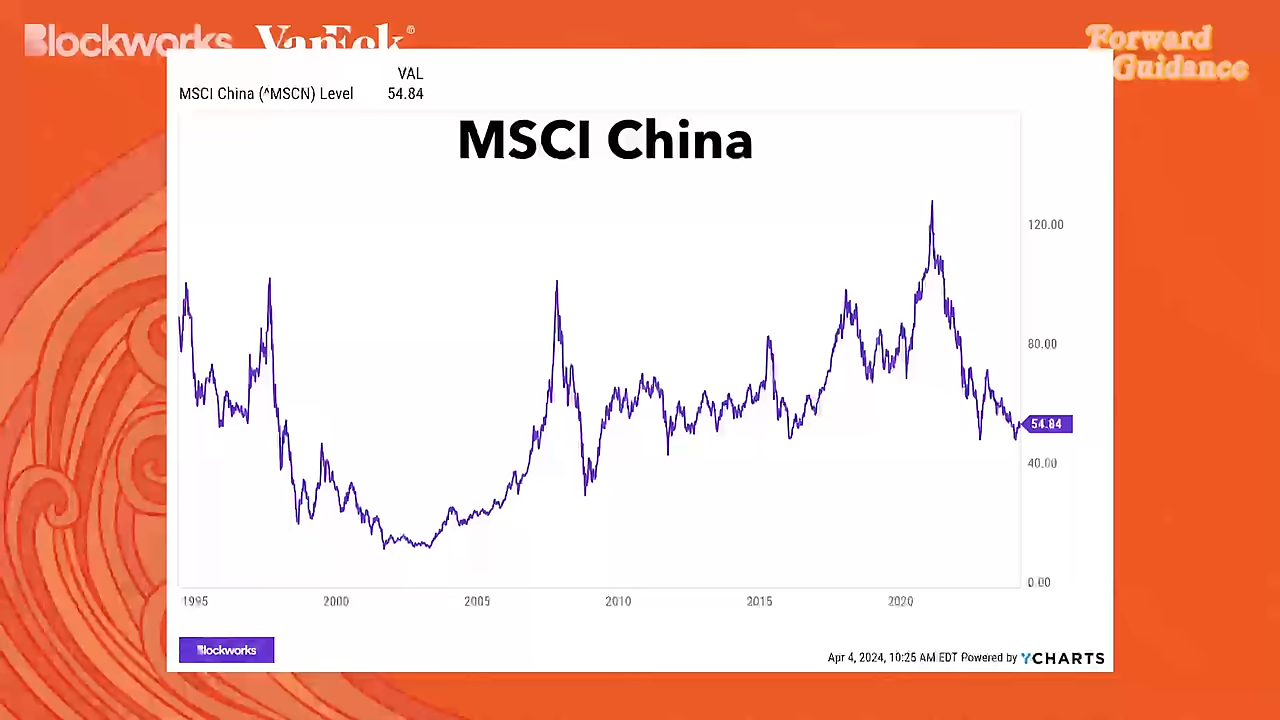 Blockworks VanEck®
Forward
Guidance
VAL
MSCI China (^MSCN) Level 54.84
MSCI China
120.00
80.00
54.84
40.00
0.00
1995 2000 2005 2010 2015 2020
Blockworks
Apr 4, 2024, 10:25 AM EDT Powered by YCHARTS